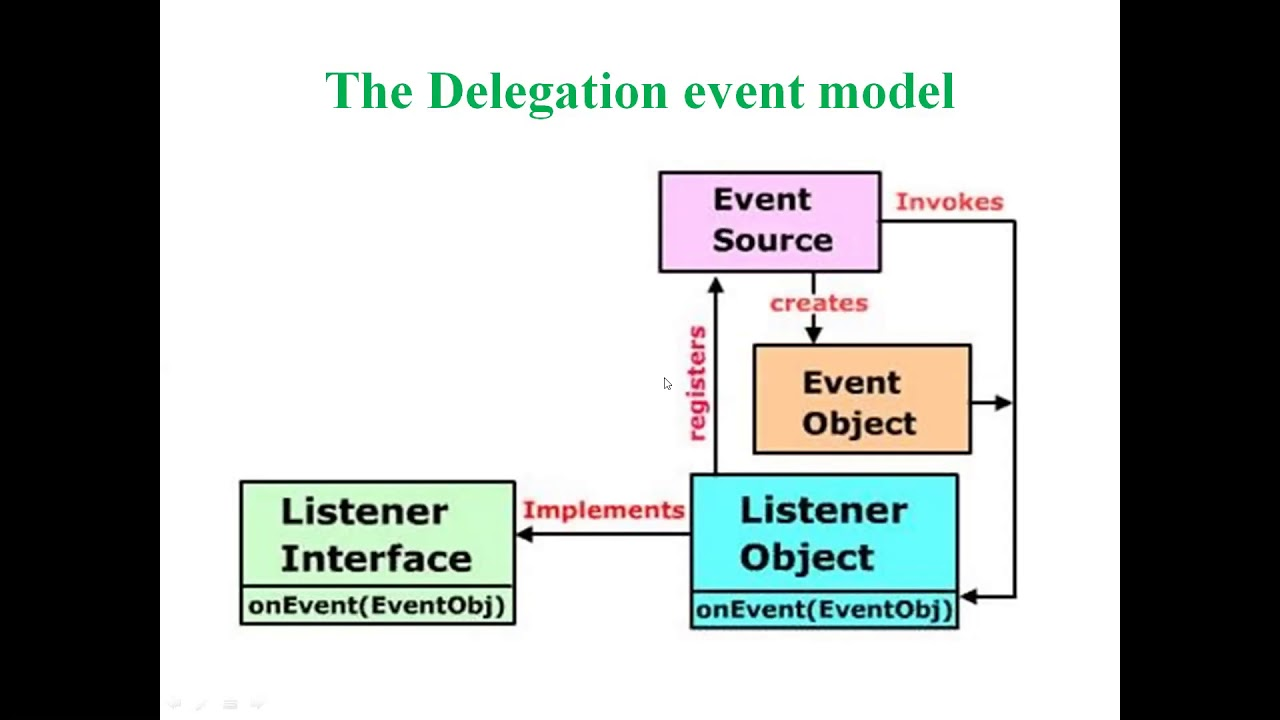 The Delegation event model
Event
Source
Invokes
creates
registers
Event
Object
Listener
Interface
onEvent(EventObj)
Implements
Listener
Object
onEvent(EventObj)